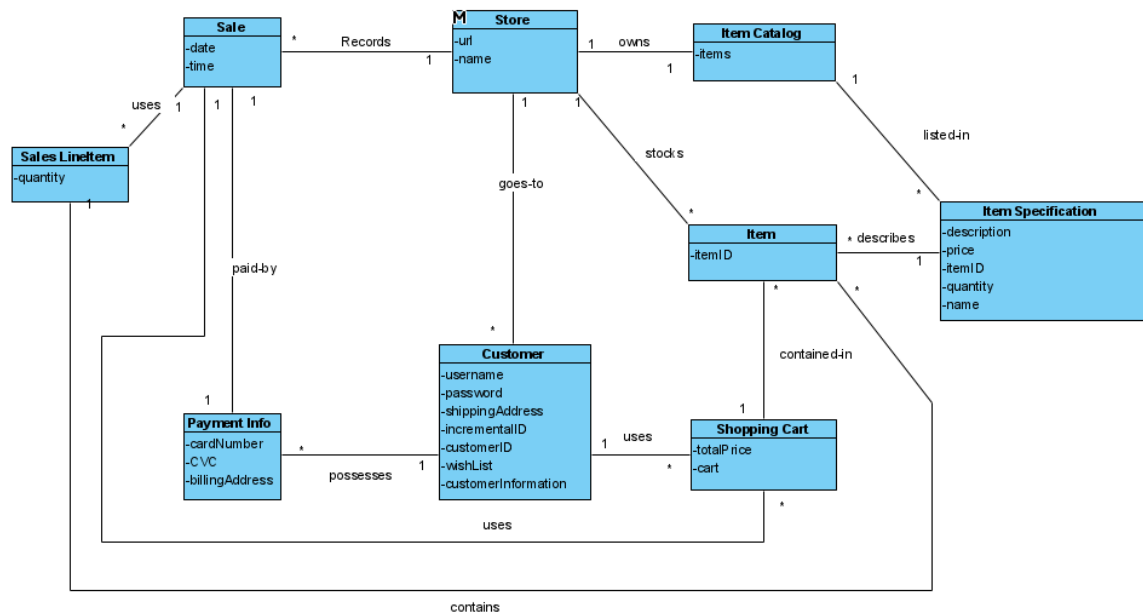 Sale
-date
-time
*
Records
1
M
Store
-url
-name
1
owns
1
Item Catalog
-items
uses
1
1
1
*
Sales LineItem
-quantity
1
1
1
1
listed-in
*
stocks
*
goes-to
Item Specification
-description
-price
-itemID
-quantity
-name
Item
-itemID
*
describes
1
*
*
paid-by
*
contained-in
1
Customer
-username
-password
-shippingAddress
-incrementalID
-customerID
-wishList
-customerInformation
1
Payment Info
-cardNumber
-CVC
-billingAddress
*
possesses
1
1
uses
*
Shopping Cart
-totalPrice
-cart
*
uses
contains